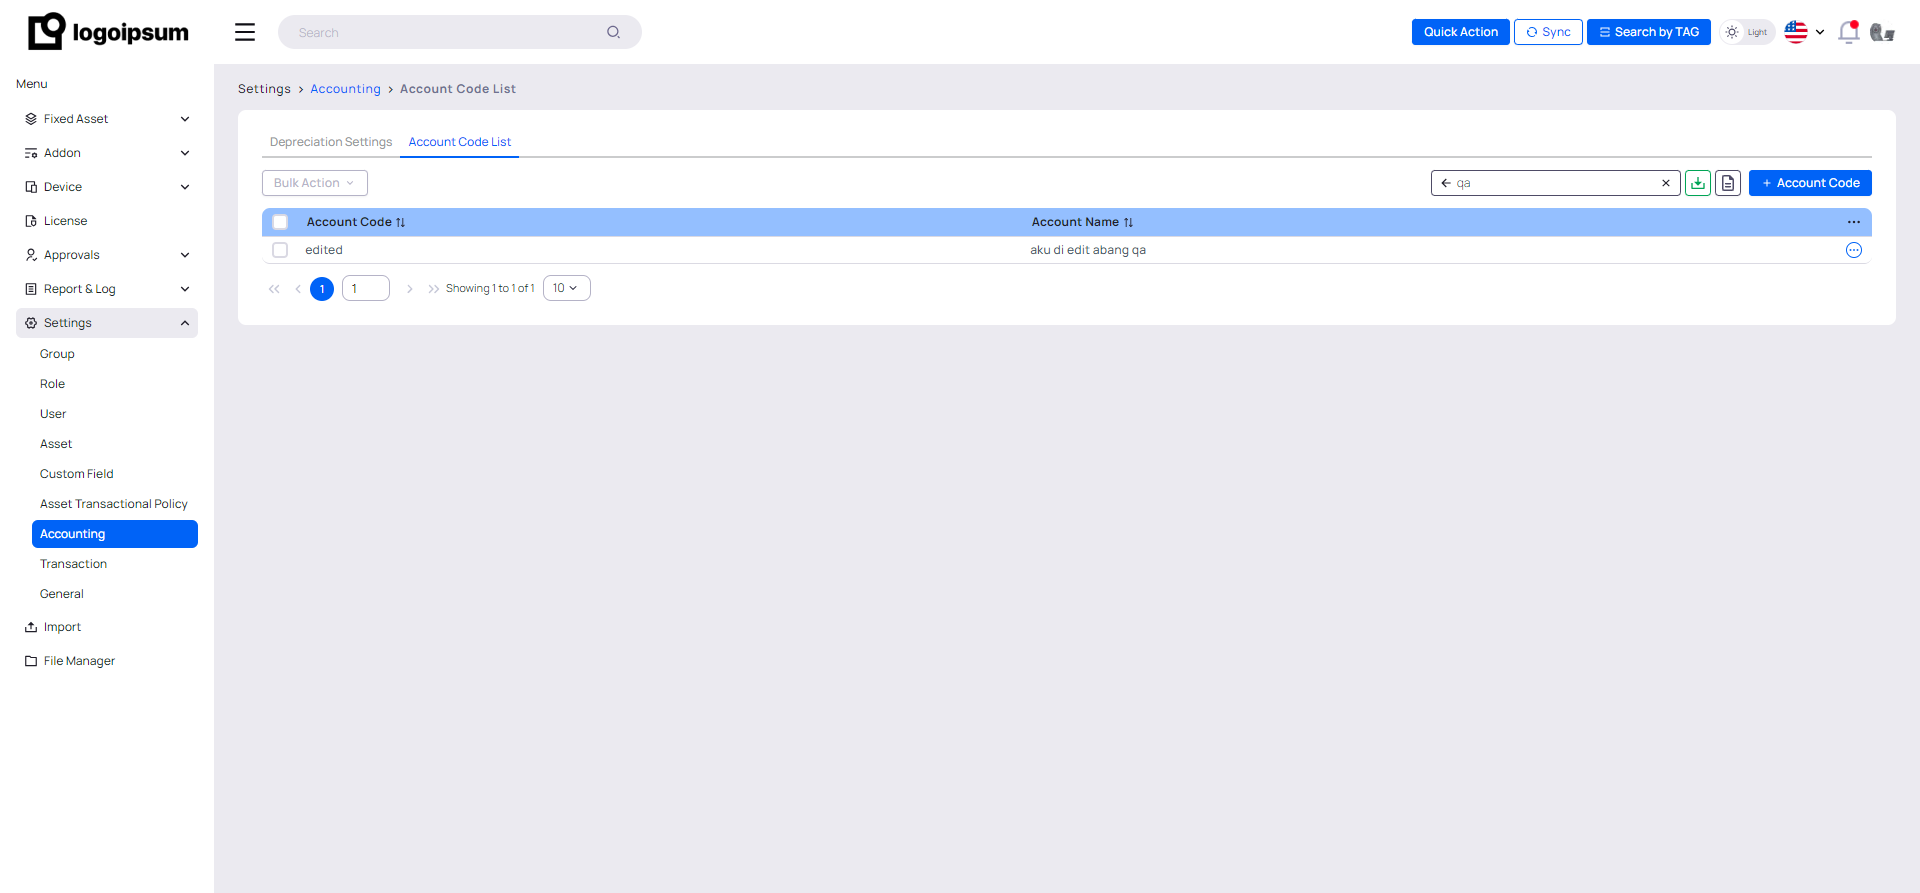 logoipsum
Search
Quick Action
Sync
Search by TAG
Light
Menu
Fixed Asset
Addon
Device
License
Approvals
Report & Log
Settings
Group
Role
User
Asset
Custom Field
Asset Transactional Policy
Accounting
Transaction
General
Import
File Manager
Settings > Accounting > Account Code List
Depreciation Settings
Account Code List
Bulk Action
qa
+ Account Code
Account Code
Account Name
edited
aku di edit abang qa
1
1
Showing 1 to 1 of 1
10